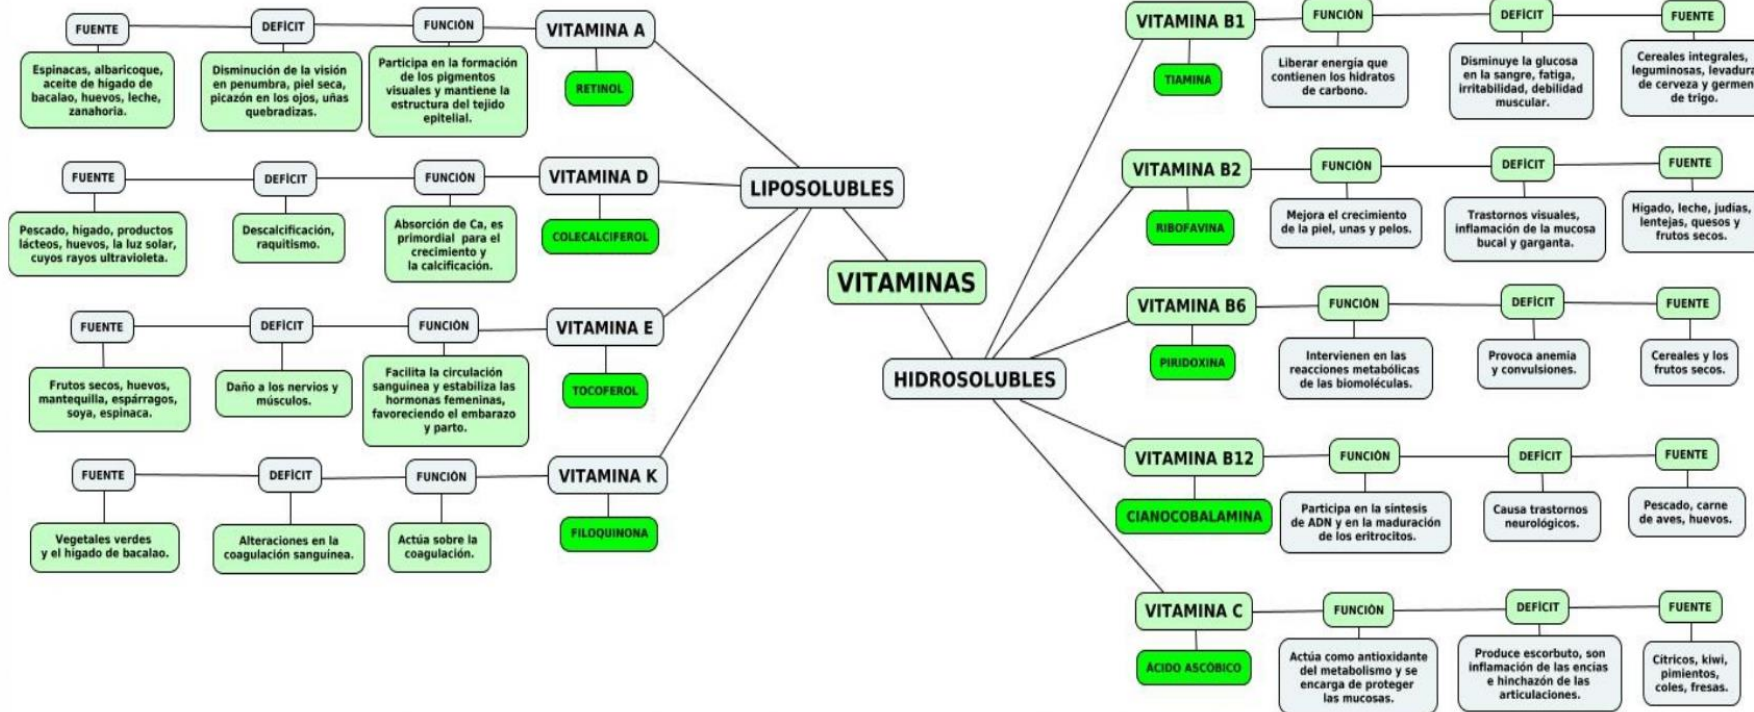 VITAMINAS
LIPOSOLUBLES
VITAMINA A
RETINOL
FUNCIÓN
Participa en la formación
de los pigmentos
visuales y mantiene la
estructura del tejido
epitelial.
DEFÍCIT
Disminución de la visión
en penumbra, piel seca,
picazón en los ojos, uñas
quebradizas.
FUENTE
Espinacas, albaricoque,
aceite de hígado de
bacalao, huevos, leche,
zanahoria.
VITAMINA D
COLECALCIFEROL
FUNCIÓN
Absorción de Ca, es
primordial para el
crecimiento y
la calcificación.
DEFÍCIT
Descalcificación,
raquitismo.
FUENTE
Pescado, hígado, productos
lácteos, huevos, la luz solar,
cuyos rayos ultravioleta.
VITAMINA E
TOCOFEROL
FUNCIÓN
Facilita la circulación
sanguínea y estabiliza las
hormonas femeninas,
favoreciendo el embarazo
y parto.
DEFÍCIT
Daño a los nervios y
músculos.
FUENTE
Frutos secos, huevos,
mantequilla, espárragos,
soya, espinaca.
VITAMINA K
FILOQUINONA
FUNCIÓN
Actúa sobre la
coagulación.
DEFÍCIT
Alteraciones en la
coagulación sanguínea.
FUENTE
Vegetales verdes
y el hígado de bacalao.
HIDROSOLUBLES
VITAMINA B1
TIAMINA
FUNCIÓN
Liberar energía que
contienen los hidratos
de carbono.
DEFÍCIT
Disminuye la glucosa
en la sangre, fatiga,
irritabilidad, debilidad
muscular.
FUENTE
Cereales integrales,
leguminosas, levadura
de cerveza y germen
de trigo.
VITAMINA B2
RIBOFAVINA
FUNCIÓN
Mejora el crecimiento
de la piel, unas y pelos.
DEFÍCIT
Trastornos visuales,
inflamación de la mucosa
bucal y garganta.
FUENTE
Hígado, leche, judías,
lentejas, quesos y
frutos secos.
VITAMINA B6
PIRIDOXINA
FUNCIÓN
Intervienen en las
reacciones metabólicas
de las biomoléculas.
DEFÍCIT
Provoca anemia
y convulsiones.
FUENTE
Cereales y los
frutos secos.
VITAMINA B12
CIANOCOBALAMINA
FUNCIÓN
Participa en la síntesis
de ADN y en la maduración
de los eritrocitos.
DEFÍCIT
Causa trastornos
neurológicos.
FUENTE
Pescado, carne
de aves, huevos.
VITAMINA C
ÁCIDO ASCÓBICO
FUNCIÓN
Actúa como antioxidante
del metabolismo y se
encarga de proteger
las mucosas.
DEFÍCIT
Produce escorbuto, son
inflamación de las encías
e hinchazón de las
articulaciones.
FUENTE
Cítricos, kiwi,
pimientos,
coles, fresas.